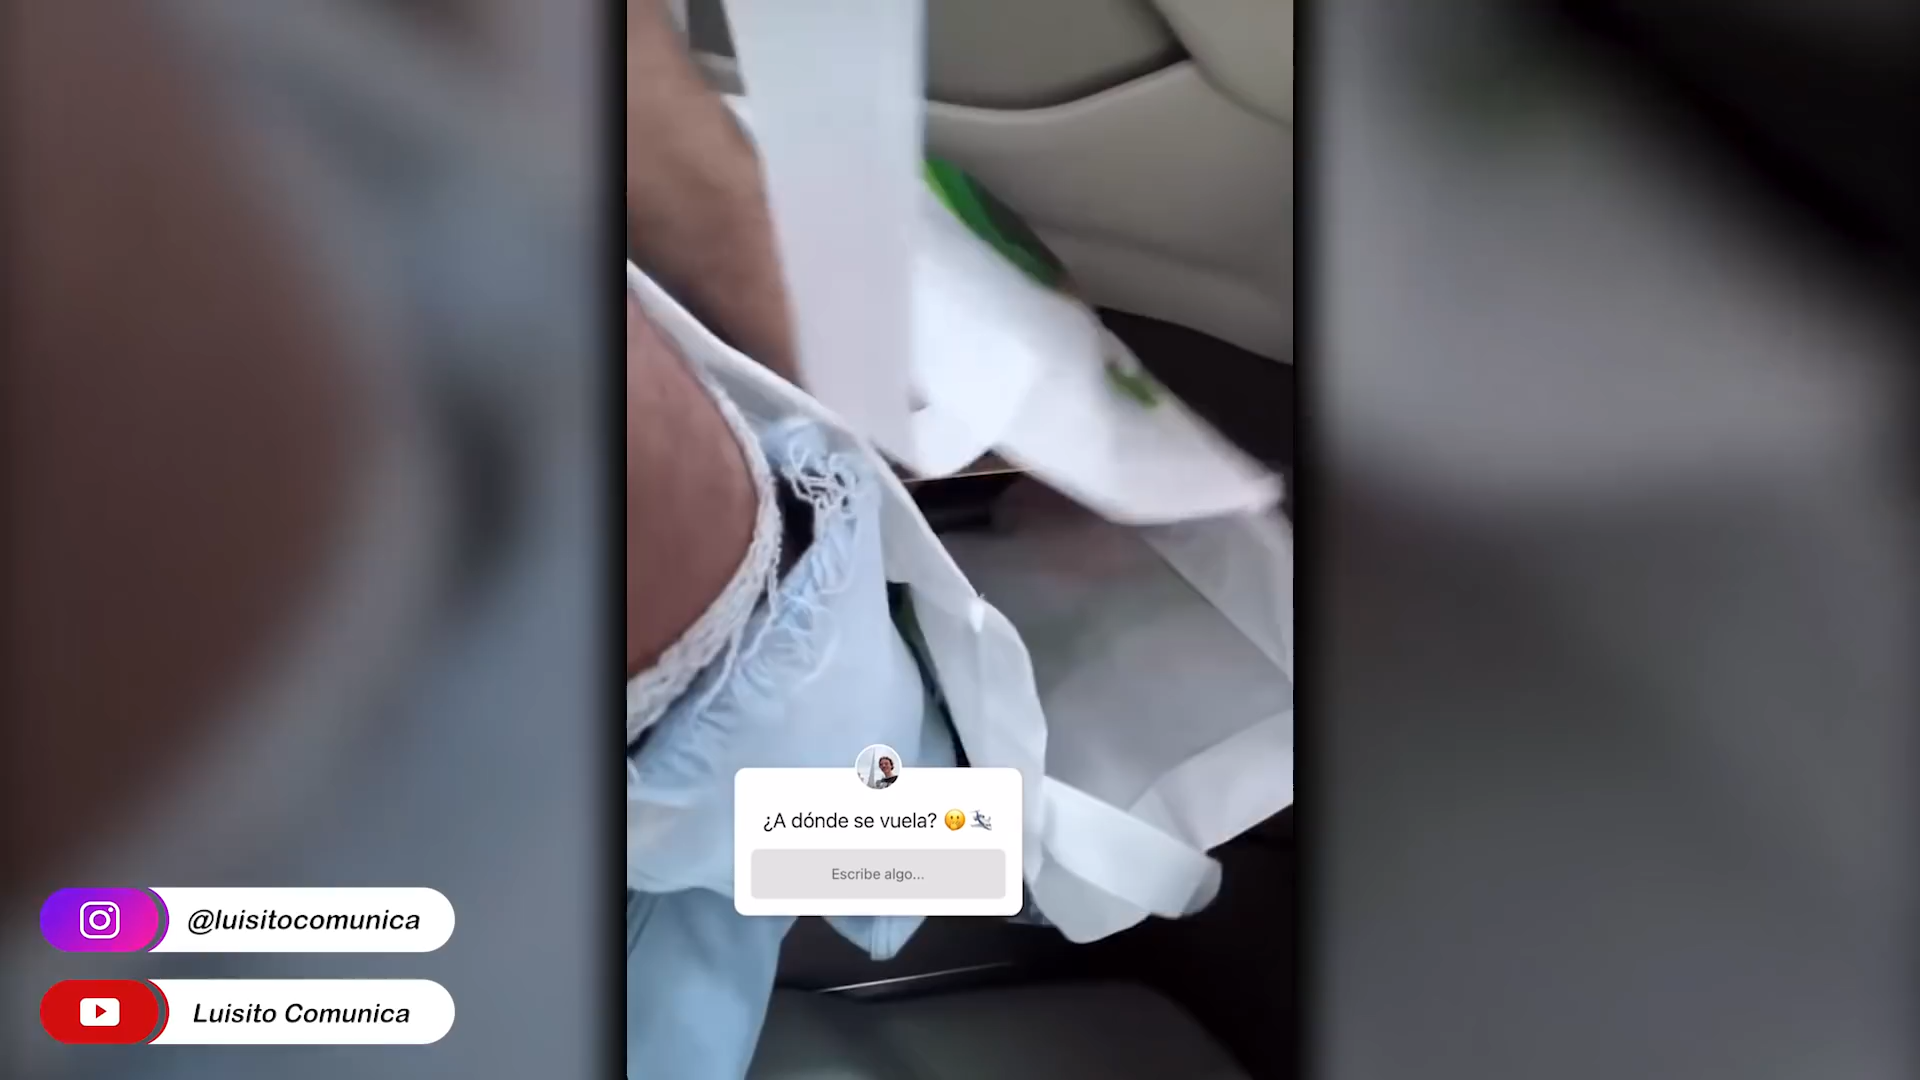 ¿A dónde se vuela? 🤫🛩
Escribe algo...
@luisitocomunica
Luisito Comunica